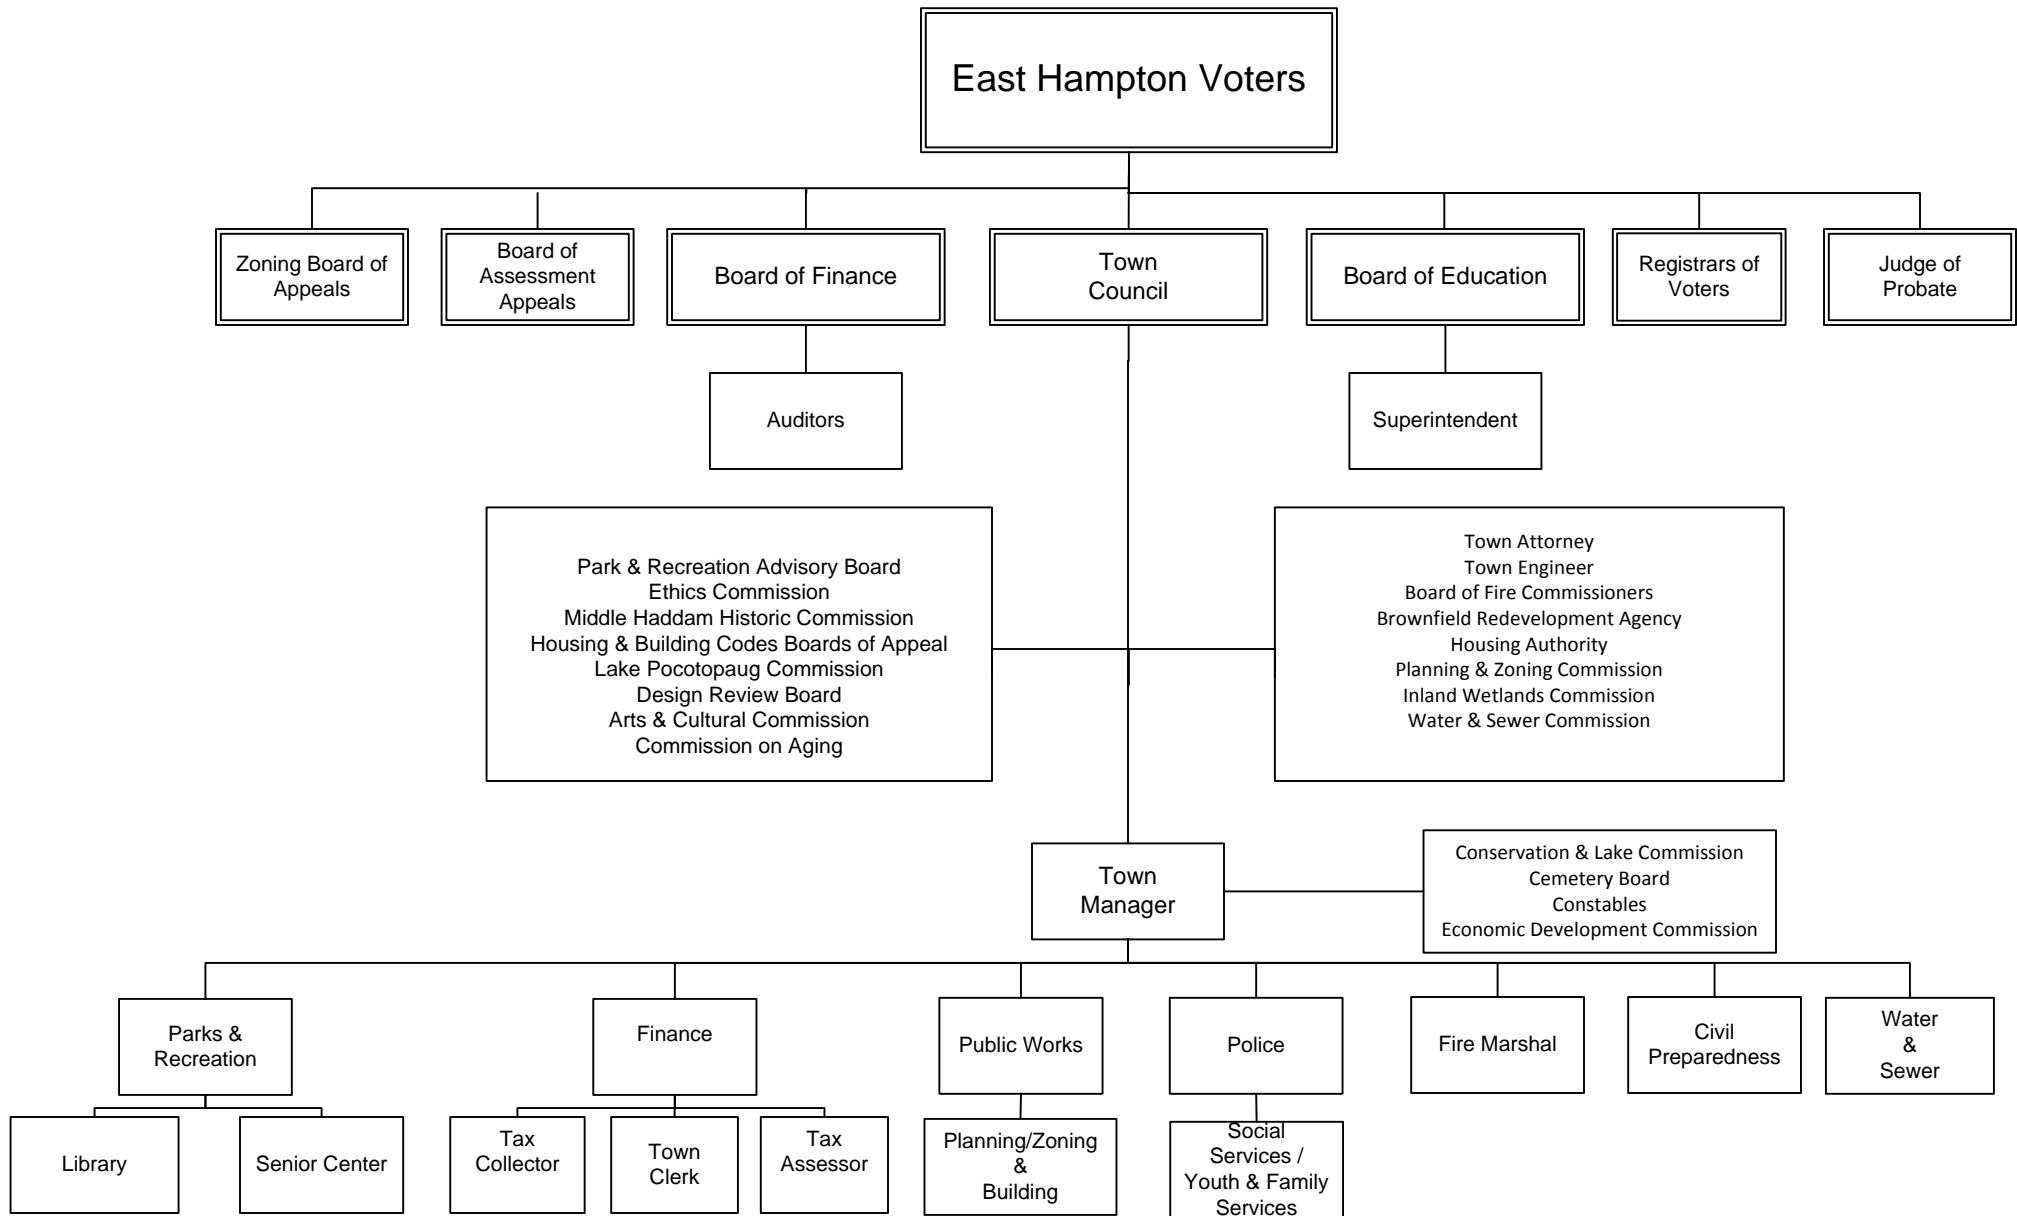 East Hampton Voters
Zoning Board of
Appeals
Board of
Assessment
Appeals
Board of Finance
Town
Council
Board of Education
Registrars of
Voters
Judge of
Probate
Auditors
Superintendent
Park & Recreation Advisory Board
Ethics Commission
Middle Haddam Historic Commission
Housing & Building Codes Boards of Appeal
Lake Pocotopaug Commission
Design Review Board
Arts & Cultural Commission
Commission on Aging
Town Attorney
Town Engineer
Board of Fire Commissioners
Brownfield Redevelopment Agency
Housing Authority
Planning & Zoning Commission
Inland Wetlands Commission
Water & Sewer Commission
Town
Manager
Conservation & Lake Commission
Cemetery Board
Constables
Economic Development Commission
Parks &
Recreation
Finance
Public Works
Police
Fire Marshal
Civil
Preparedness
Water
&
Sewer
Library
Senior Center
Tax
Collector
Town
Clerk
Tax
Assessor
Planning/Zoning
&
Building
Social
Services /
Youth & Family
Services